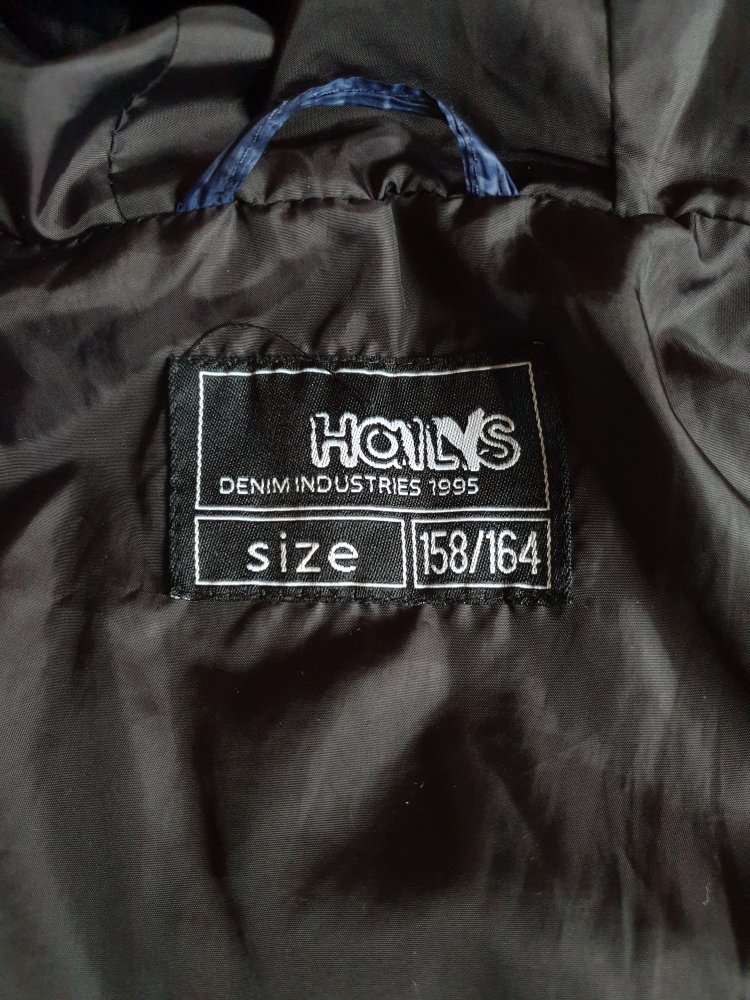 HaILYS
DENIM INDUSTRIES 1995
size 158/164